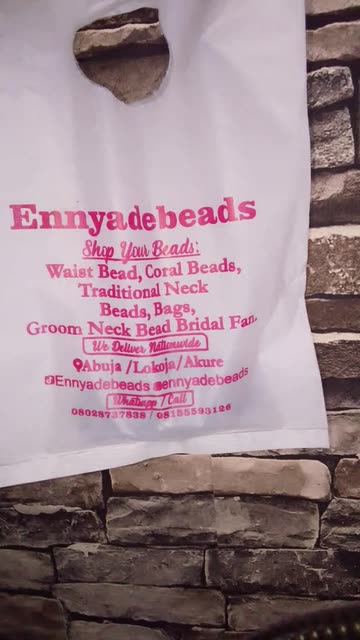 Ennyadebeads
Shop Your Beads:
Waist Bead, Coral Beads,
Traditional Neck
Beads, Bags,
Groom Neck Bead Bridal Fan.
We Deliver Nationwide
Abuja /Lokoja/Akure
Ennyadebeads @ennyadebeads
Whatsapp / Call
08028737838 / 08155593126